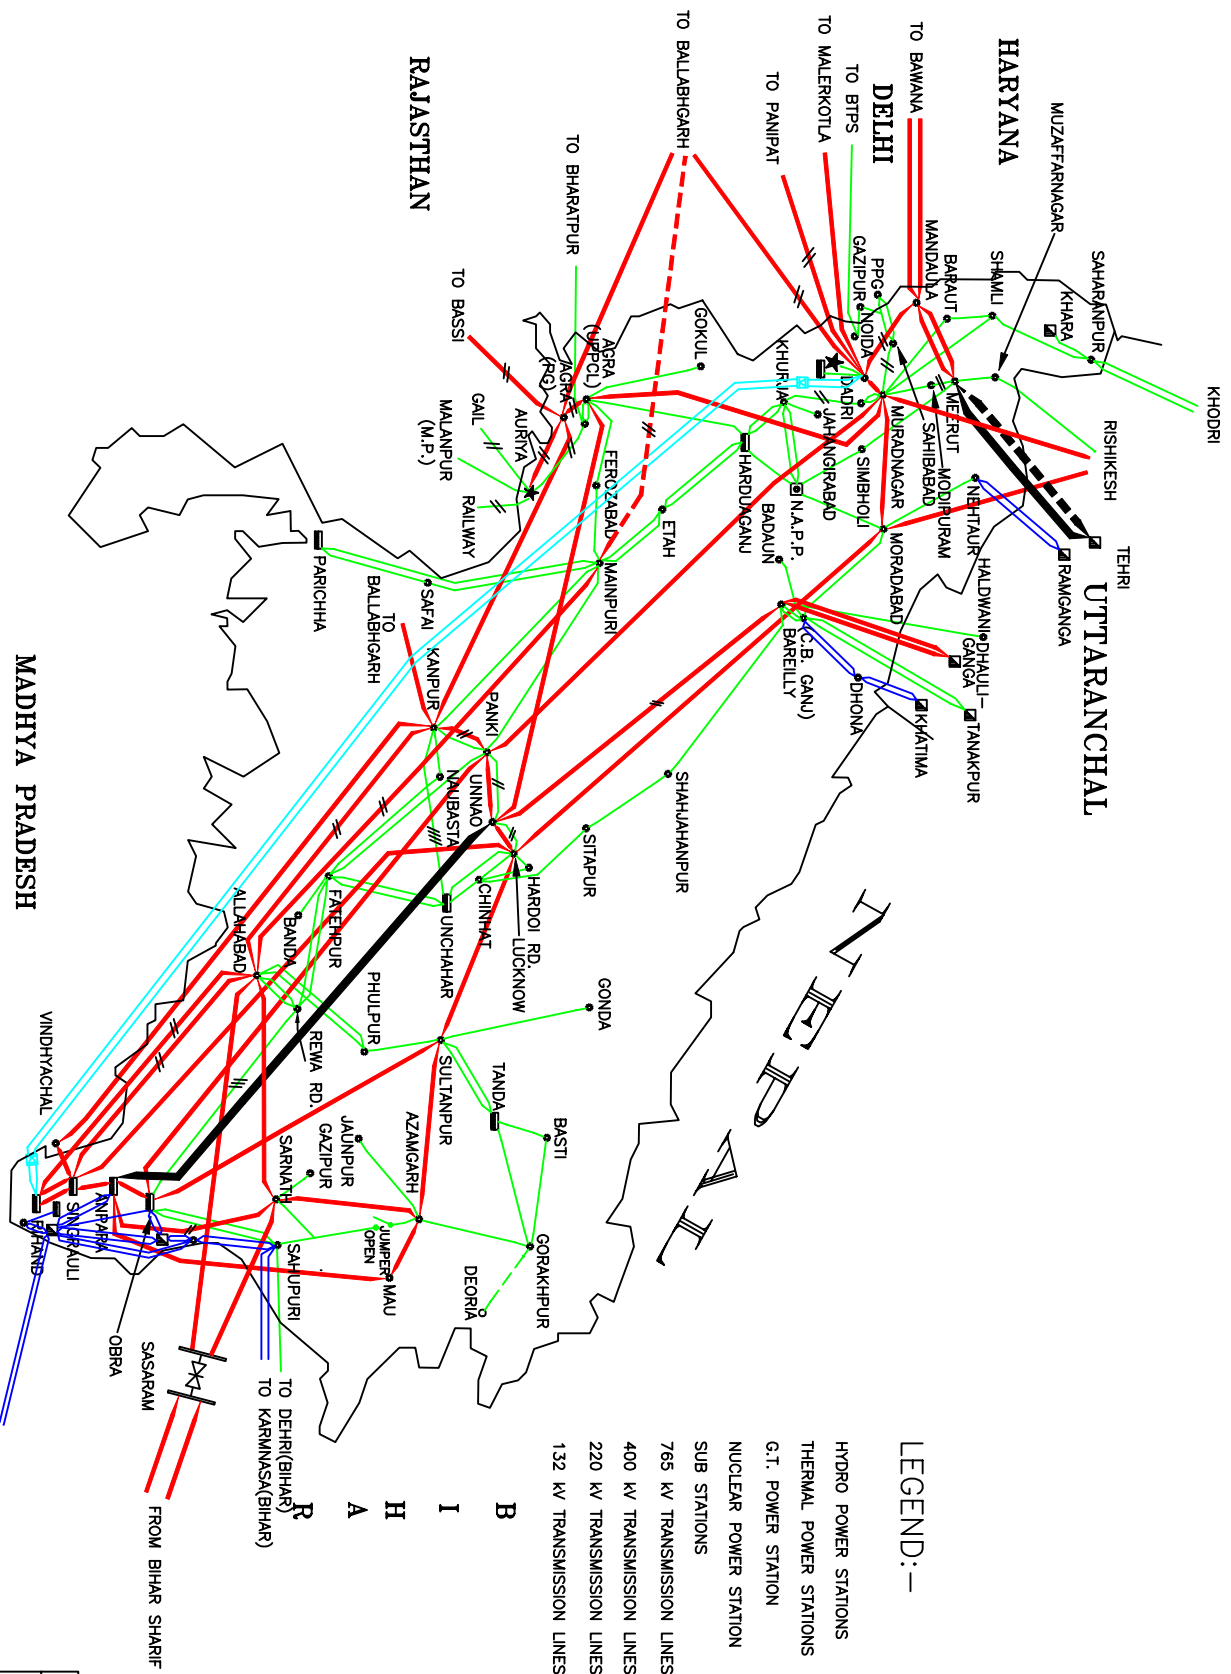 KHODRI
SAHARANPUR
KHARA
MUZAFFARNAGAR
SHAMLI
BARAUT
MANDAULA
HARYANA
TO BAWANA
DELHI
TO BTPS
TO MALERKOTLA
TO PANIPAT
TO BALLABHGARH
TO BHARATPUR
RAJASTHAN
TO BASSI
RISHIKESH
TEHRI
UTTARANCHAL
RAMGANGA
MEERUT
MODIPURAM
SAHIBABAD
MURADNAGAR
NEHTAUR
PPG
GAZIPUR
NOIDA
DADRI
KHURJA
JAHANGIRABAD
SIMBHOLI
MORADABAD
HALDWANI
DHAULI-
GANGA
TANAKPUR
KHATIMA
DHONA
(C.B. GANJ)
BAREILLY
BADAUN
N.A.P.P.
HARDUAGANJ
GOKUL
ETAH
AGRA
(UPPCL)
AGRA
(PG)
FEROZABAD
MAINPURI
AURIYA
GAIL
MALANPUR
(M.P.)
RAILWAY
PARICHHA
SAFAI
TO
BALLABHGARH
KANPUR
PANKI
UNNAO
NAUBASTA
SHAHJAHANPUR
SITAPUR
HARDOI RD.
LUCKNOW
CHINHAT
UNCHAHAR
FATEHPUR
BANDA
ALLAHABAD
REWA RD.
PHULPUR
NEPAL
GONDA
SULTANPUR
TANDA
BASTI
AZAMGARH
JAUNPUR
GAZIPUR
SARNATH
GORAKHPUR
DEORIA
JUMPER
OPEN
MAU
SAHUPURI
MADHYA PRADESH
VINDHYACHAL
ANPARA
SINGRAULI
RIHAND
OBRA
SASARAM
TO DEHRI(BIHAR)
TO KARMNASA(BIHAR)
FROM BIHAR SHARIF
BIHAR
LEGEND:-
HYDRO POWER STATIONS
THERMAL POWER STATIONS
G.T. POWER STATION
NUCLEAR POWER STATION
SUB STATIONS
765 kV TRANSMISSION LINES
400 kV TRANSMISSION LINES
220 kV TRANSMISSION LINES
132 kV TRANSMISSION LINES